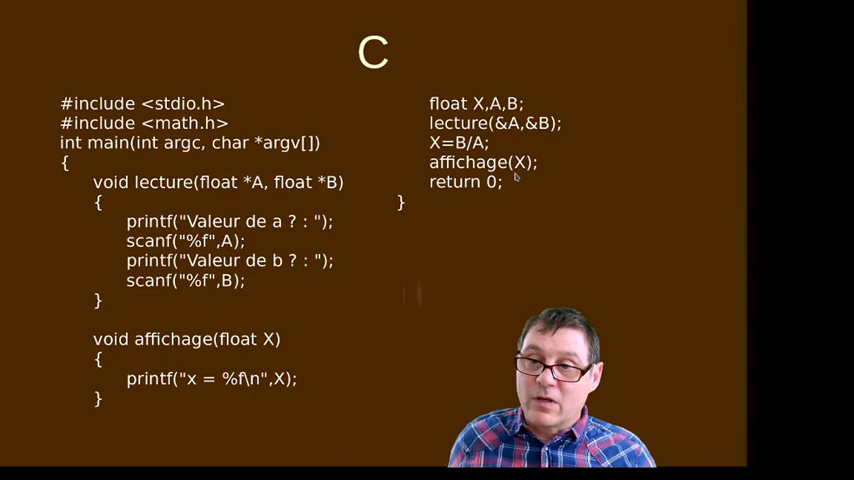 C
#include <stdio.h>
#include <math.h>
int main(int argc, char *argv[])
{
void lecture(float *A, float *B)
{
printf("Valeur de a ? : ");
scanf("%f",A);
printf("Valeur de b ? : ");
scanf("%f",B);
}
void affichage(float X)
{
printf("x = %f\n",X);
}
float X,A,B;
lecture(&A,&B);
X=B/A;
affichage(X);
return 0;
}